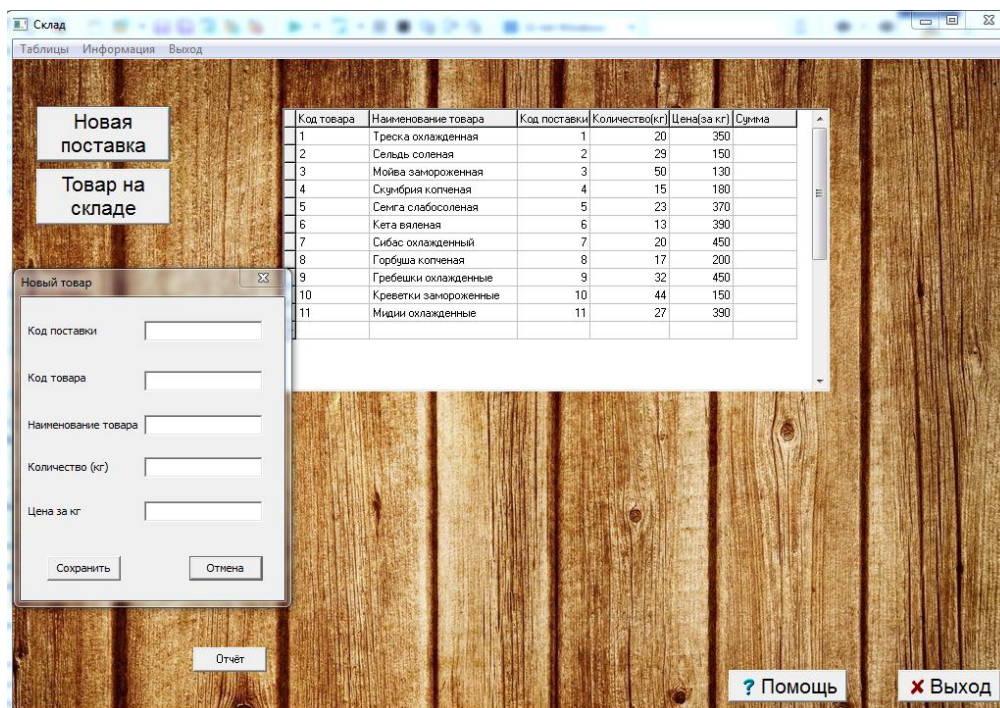 Склад
Таблицы Информация Выход
Новая
поставка
Товар на
складе
Код товара Наименование товара Код поставки Количество(кг) Цена(за кг) Сумма
1 Треска охлажденная 1 20 350
2 Сельдь соленая 2 29 150
3 Мойва замороженная 3 50 130
4 Скумбрия копченая 4 15 180
5 Семга слабосоленая 5 23 370
6 Кета вяленая 6 13 390
7 Сибас охлажденный 7 20 450
8 Горбуша копченая 8 17 200
9 Гребешки охлажденные 9 32 450
10 Креветки замороженные 10 44 150
11 Мидии охлажденные 11 27 390
Новый товар
Код поставки
Код товара
Наименование товара
Количество (кг)
Цена за кг
Сохранить Отмена
Отчёт
? Помощь
Выход